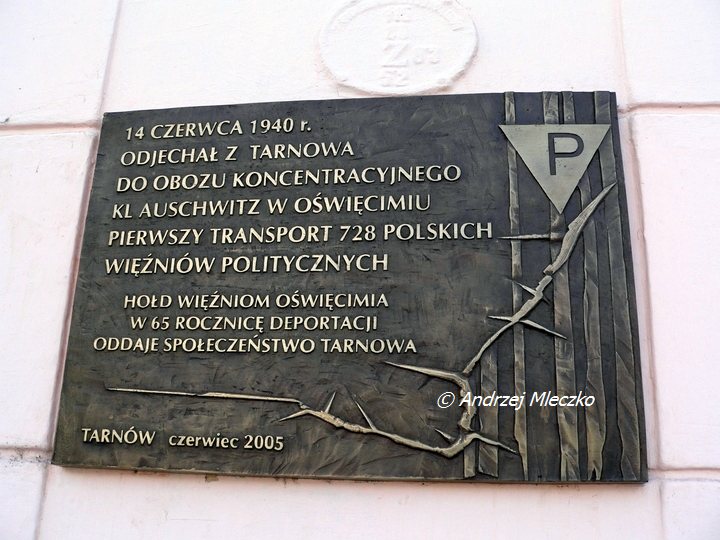 14 CZERWCA 1940 r.
ODJECHAŁ Z TARNOWA
DO OBOZU KONCENTRACYJNEGO
KL AUSCHWITZ W OŚWIĘCIMIU
PIERWSZY TRANSPORT 728 POLSKICH
WIĘŹNIÓW POLITYCZNYCH
HOŁD WIĘŹNIOM OŚWIĘCIMIA
W 65 ROCZNICĘ DEPORTACJI
ODDAJE SPOŁECZEŃSTWO TARNOWA
TARNÓW czerwiec 2005
P
© Andrzej Mleczko